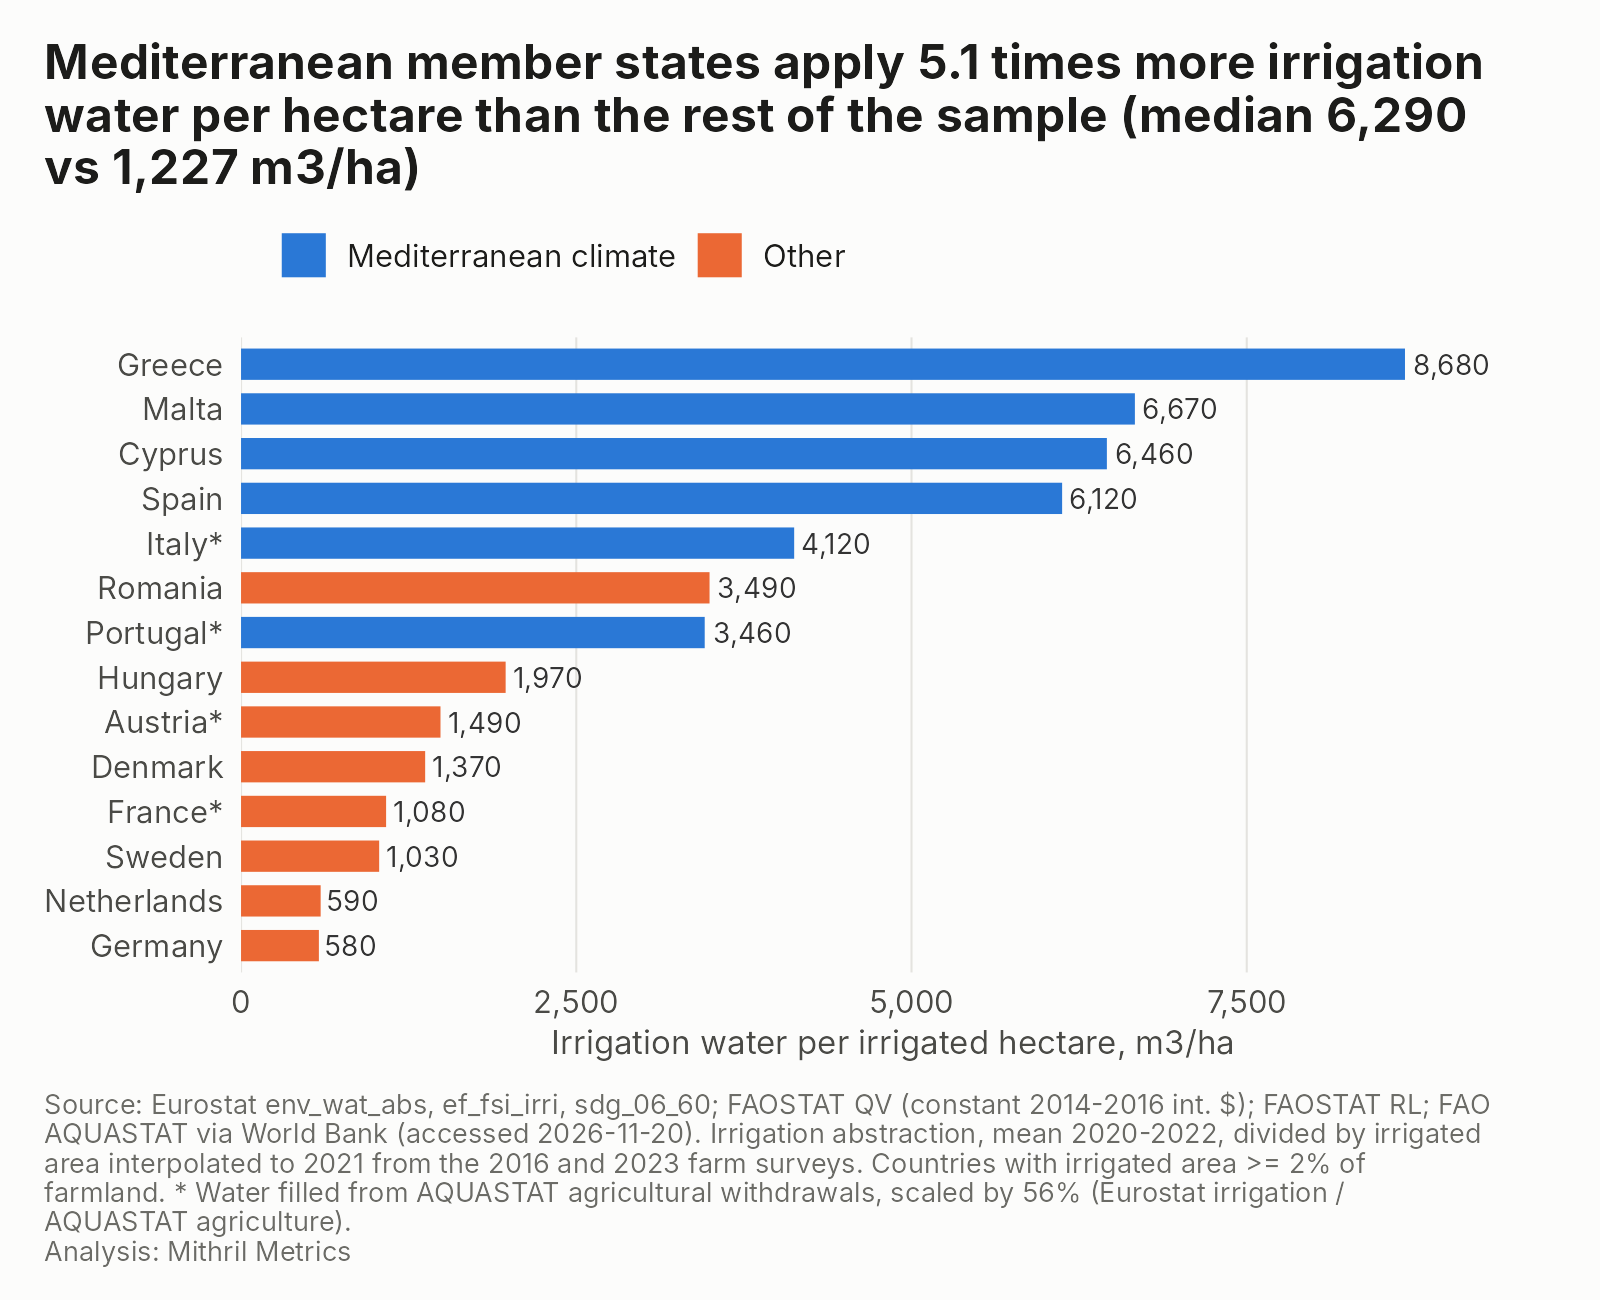 Mediterranean member states apply 5.1 times more irrigation
water per hectare than the rest of the sample (median 6,290
vs 1,227 m3/ha)
Mediterranean climate Other
Greece 8,680
Malta 6,670
Cyprus 6,460
Spain 6,120
Italy* 4,120
Romania 3,490
Portugal* 3,460
Hungary 1,970
Austria* 1,490
Denmark 1,370
France* 1,080
Sweden 1,030
Netherlands 590
Germany 580
0 2,500 5,000 7,500
Irrigation water per irrigated hectare, m3/ha
Source: Eurostat env_wat_abs, ef_fsi_irri, sdg_06_60; FAOSTAT QV (constant 2014-2016 int. $); FAOSTAT RL; FAO
AQUASTAT via World Bank (accessed 2026-11-20). Irrigation abstraction, mean 2020-2022, divided by irrigated
area interpolated to 2021 from the 2016 and 2023 farm surveys. Countries with irrigated area >= 2% of
farmland. * Water filled from AQUASTAT agricultural withdrawals, scaled by 56% (Eurostat irrigation /
AQUASTAT agriculture).
Analysis: Mithril Metrics